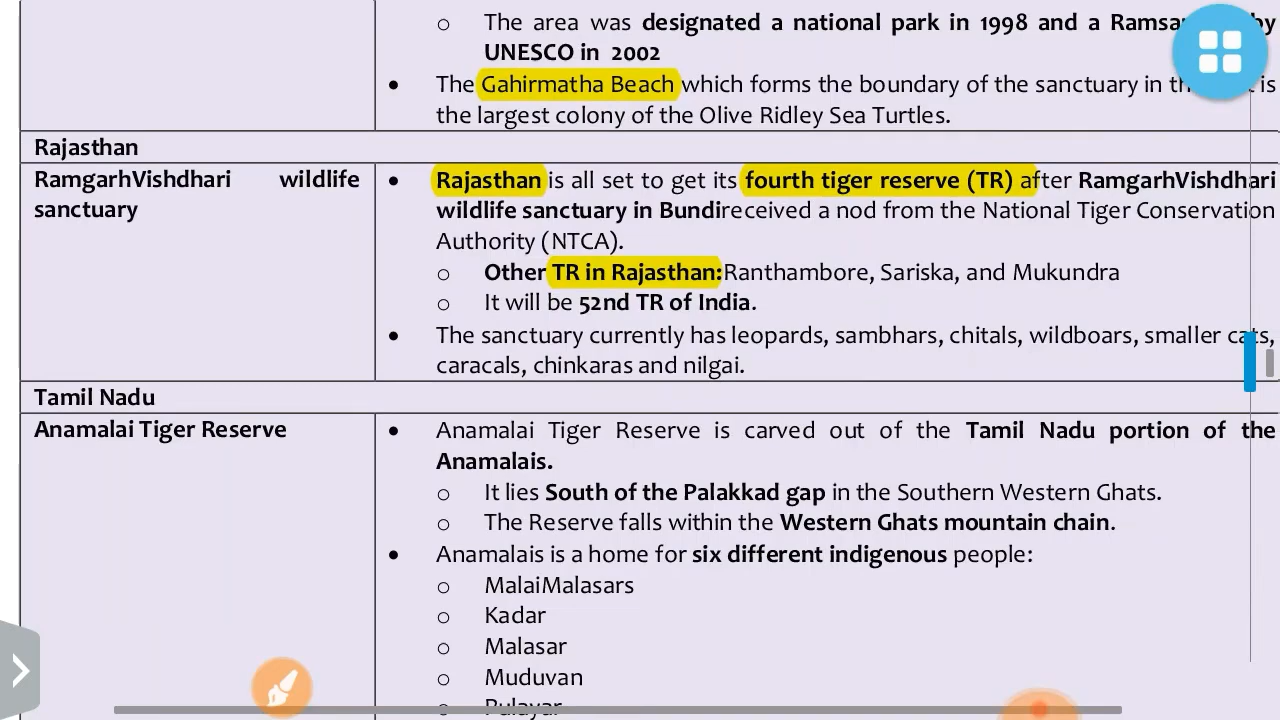 o The area was designated a national park in 1998 and a by
UNESCO in 2002
• The Gahirmatha Beach which forms the boundary of the sanctuary in is
the largest colony of the Olive Ridley Sea Turtles.
Rajasthan
RamgarhVishdhari wildlife
sanctuary
• Rajasthan is all set to get its fourth tiger reserve (TR) after RamgarhVishdhari
wildlife sanctuary in Bundireceived a nod from the National Tiger Conservation
Authority (NTCA).
o Other TR in Rajasthan:Ranthambore, Sariska, and Mukundra
o It will be 52nd TR of India.
• The sanctuary currently has leopards, sambhars, chitals, wildboars, smaller cats,
caracals, chinkaras and nilgai.
Tamil Nadu
Anamalai Tiger Reserve
• Anamalai Tiger Reserve is carved out of the Tamil Nadu portion of the
Anamalais.
o It lies South of the Palakkad gap in the Southern Western Ghats.
o The Reserve falls within the Western Ghats mountain chain.
• Anamalais is a home for six different indigenous people:
o MalaiMalasars
o Kadar
o Malasar
o Muduvan
Pulayar